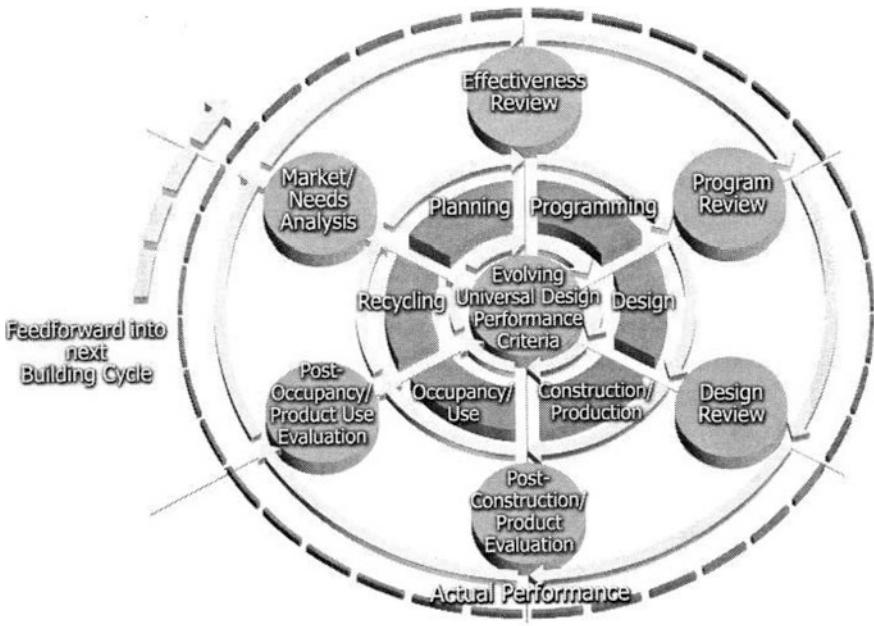 Effectiveness
Review
Market/
Needs
Analysis
Program
Review
Planning
Programming
Evolving
Universal Design
Performance
Criteria
Recycling
Design
Feedforward into
next
Building Cycle
Post-
Occupancy/
Product Use
Evaluation
Occupancy/
Use
Construction/
Production
Design
Review
Post-
Construction/
Product
Evaluation
Actual Performance